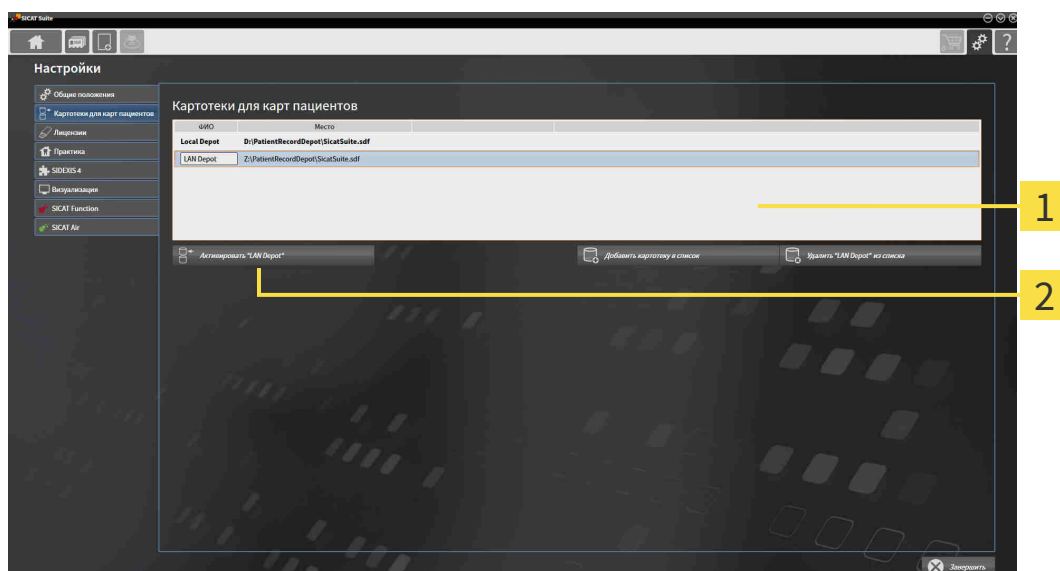 SICAT Suite
?
Настройки
Общие положения
Картотеки для карт пациентов
Лицензии
Практика
SIDEXIS 4
Визуализация
SICAT Function
SICAT Air
Картотеки для карт пациентов
ФИО Место
Local Depot D:\PatientRecordDepot\SicatSuite.sdf
LAN Depot Z:\PatientRecordDepot\SicatSuite.sdf
Активировать "LAN Depot" Добавить картотеку в список Удалить "LAN Depot" из списка
1
2
Завершить